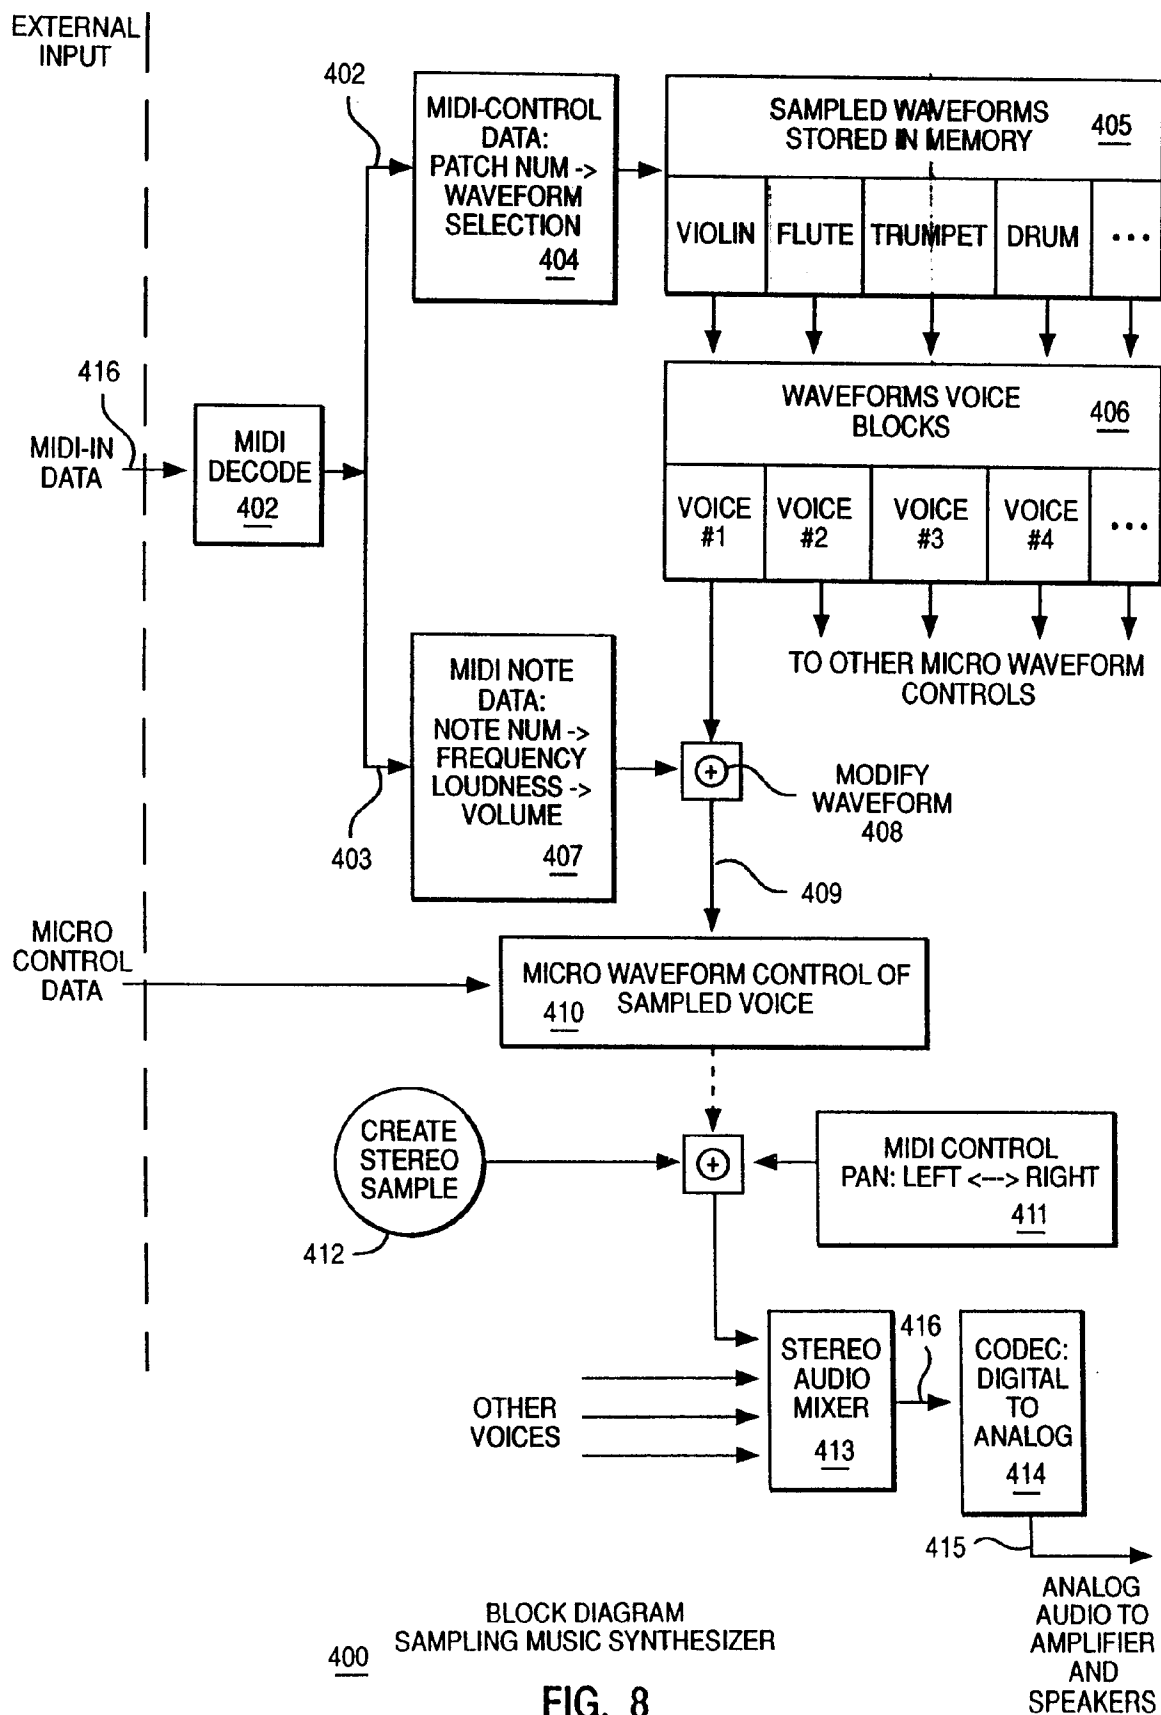 EXTERNAL
INPUT
402
MIDI-CONTROL
DATA:
PATCH NUM ->
WAVEFORM
SELECTION
404
SAMPLED WAVEFORMS
STORED IN MEMORY
405
VIOLIN
FLUTE
TRUMPET
DRUM
...
416
MIDI-IN
DATA
MIDI
DECODE
402
WAVEFORMS VOICE
BLOCKS
406
VOICE
#1
VOICE
#2
VOICE
#3
VOICE
#4
...
TO OTHER MICRO WAVEFORM
CONTROLS
MIDI NOTE
DATA:
NOTE NUM ->
FREQUENCY
LOUDNESS ->
VOLUME
407
403
+
MODIFY
WAVEFORM
408
409
MICRO
CONTROL
DATA
MICRO WAVEFORM CONTROL OF
SAMPLED VOICE
410
CREATE
STEREO
SAMPLE
412
+
MIDI CONTROL
PAN: LEFT <---> RIGHT
411
OTHER
VOICES
STEREO
AUDIO
MIXER
413
416
CODEC:
DIGITAL
TO
ANALOG
414
415
ANALOG
AUDIO TO
AMPLIFIER
AND
SPEAKERS
BLOCK DIAGRAM
SAMPLING MUSIC SYNTHESIZER
400
FIG. 8